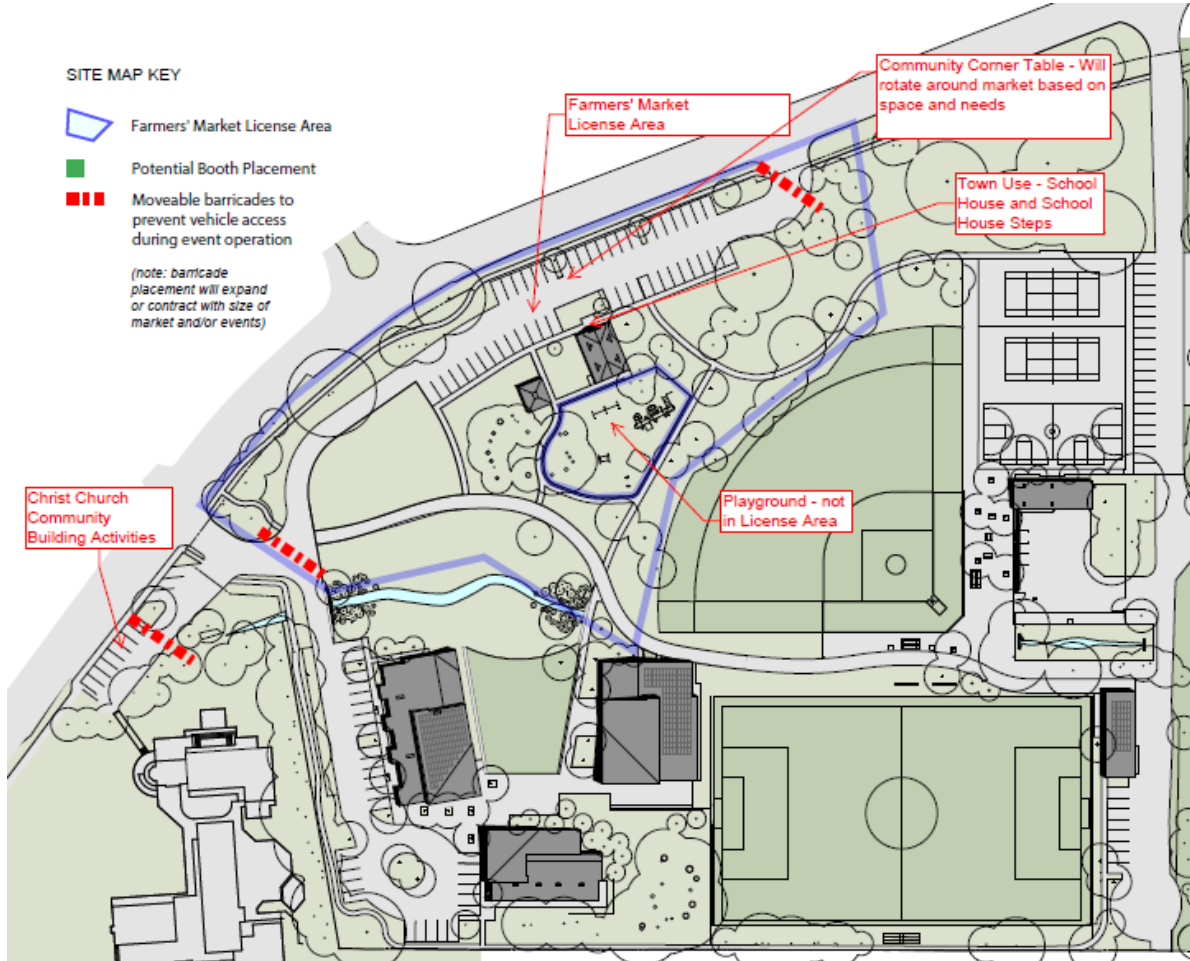 SITE MAP KEY
Farmers' Market License Area
Potential Booth Placement
Moveable barricades to
prevent vehicle access
during event operation
(note: barricade
placement will expand
or contract with size of
market and/or events)
Farmers' Market
License Area
Community Corner Table - Will
rotate around market based on
space and needs
Town Use - School
House and School
House Steps
Playground - not
in License Area
Christ Church
Community
Building Activities